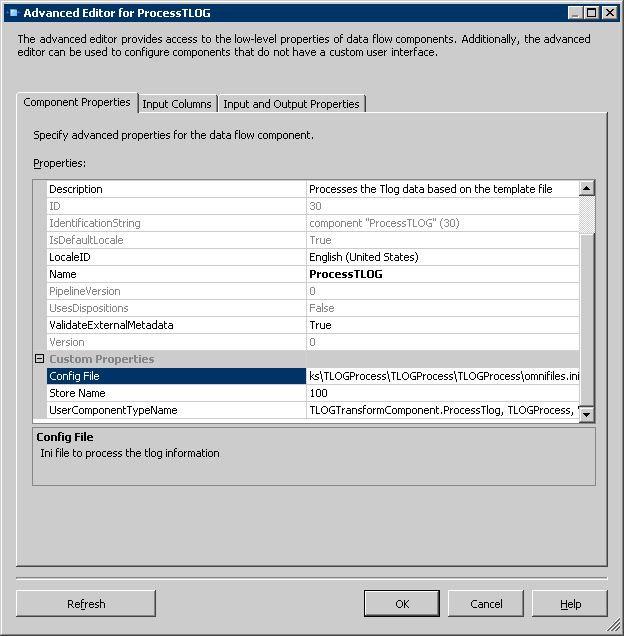 Advanced Editor for ProcessTLOG
The advanced editor provides access to the low-level properties of data flow components. Additionally, the advanced
editor can be used to configure components that do not have a custom user interface.
Component Properties Input Columns Input and Output Properties
Specify advanced properties for the data flow component.
Properties:
Description Processes the Tlog data based on the template file
ID 30
IdentificationString component "ProcessTLOG" (30)
IsDefaultLocale True
LocaleID English (United States)
Name ProcessTLOG
PipelineVersion 0
UsesDispositions False
ValidateExternalMetadata True
Version 0
Custom Properties
Config File ks\TLOGProcess\TLOGProcess\TLOGProcess\omnifiles.ini
Store Name 100
UserComponentTypeName TLOGTransformComponent.ProcessTlog, TLOGProcess,
Config File
Ini file to process the tlog information
Refresh OK Cancel Help